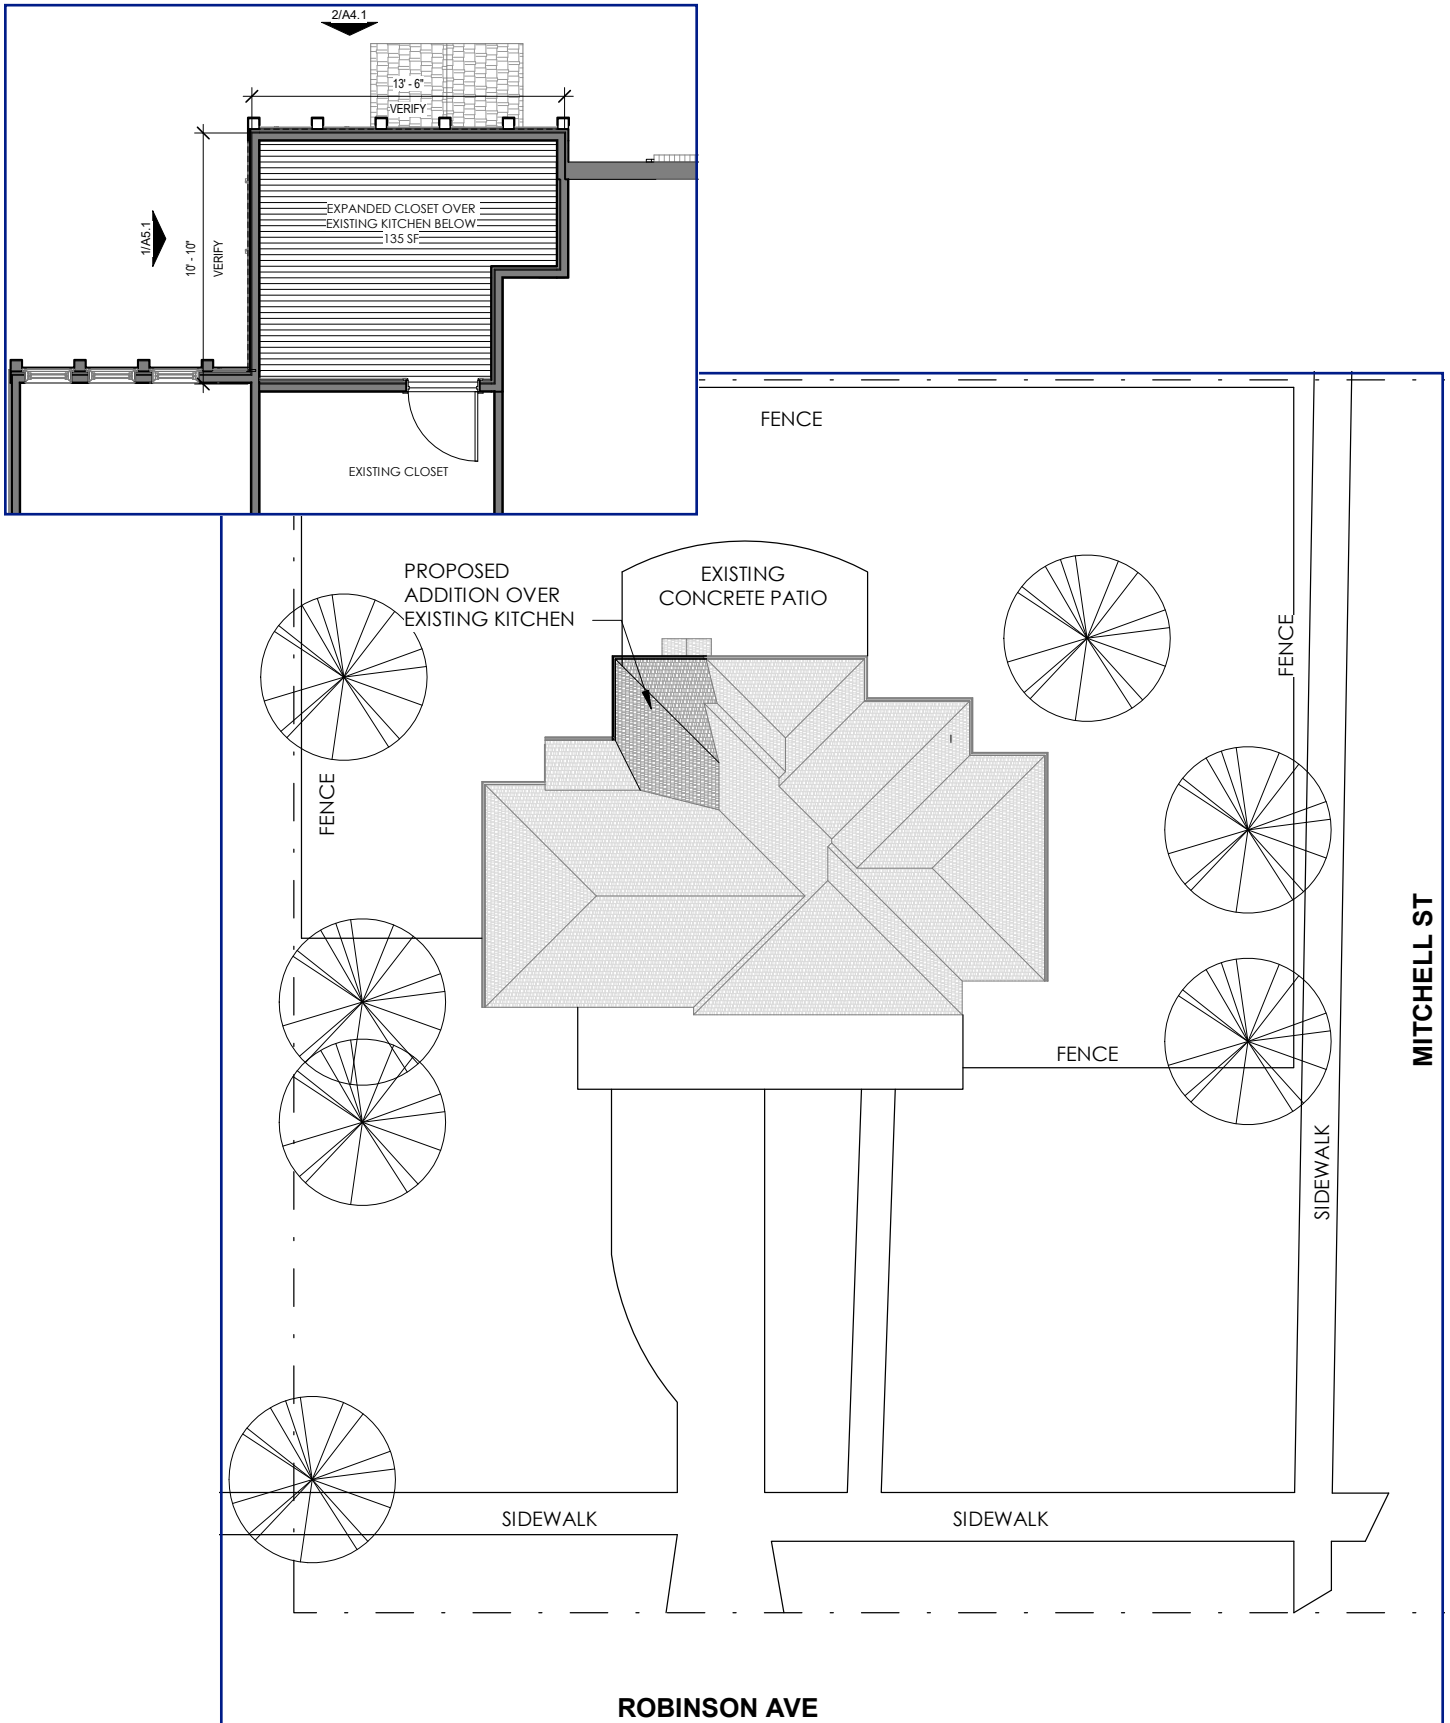 2/A4.1
13' - 6"
VERIFY
1/A5.1
10' - 10"
VERIFY
EXPANDED CLOSET OVER
EXISTING KITCHEN BELOW
135 SF
EXISTING CLOSET
FENCE
PROPOSED
ADDITION OVER
EXISTING KITCHEN
EXISTING
CONCRETE PATIO
FENCE
FENCE
MITCHELL ST
FENCE
SIDEWALK
SIDEWALK
SIDEWALK
ROBINSON AVE